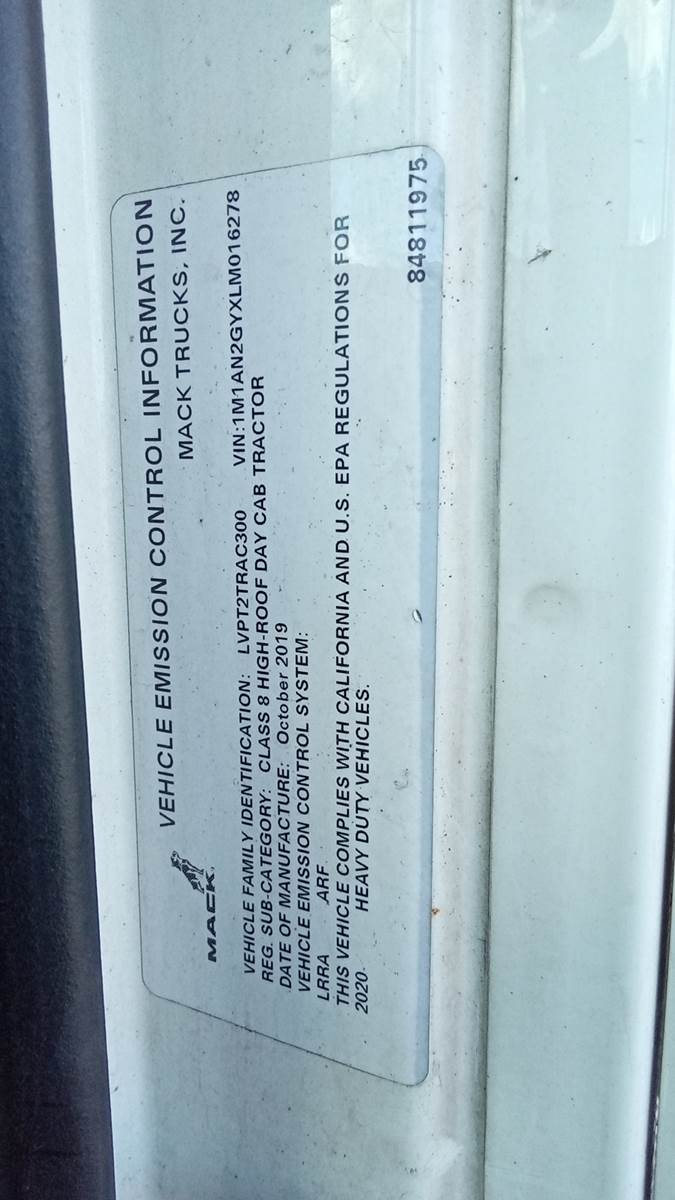 VEHICLE EMISSION CONTROL INFORMATION
MACK TRUCKS, INC.
MACK.
VEHICLE FAMILY IDENTIFICATION: LVPT2TRAC300 VIN:1M1AN2GYXLM016278
REG. SUB-CATEGORY: CLASS 8 HIGH-ROOF DAY CAB TRACTOR
DATE OF MANUFACTURE: October 2019
VEHICLE EMISSION CONTROL SYSTEM:
LRRA ARF
THIS VEHICLE COMPLIES WITH CALIFORNIA AND U.S. EPA REGULATIONS FOR
2020 HEAVY DUTY VEHICLES.
84811975